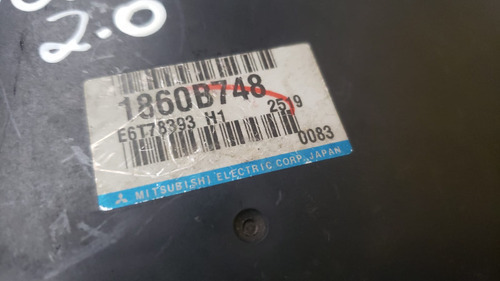 2.0
1860B748
E6T78393 H1 2519
0083
MITSUBISHI ELECTRIC CORP. JAPAN